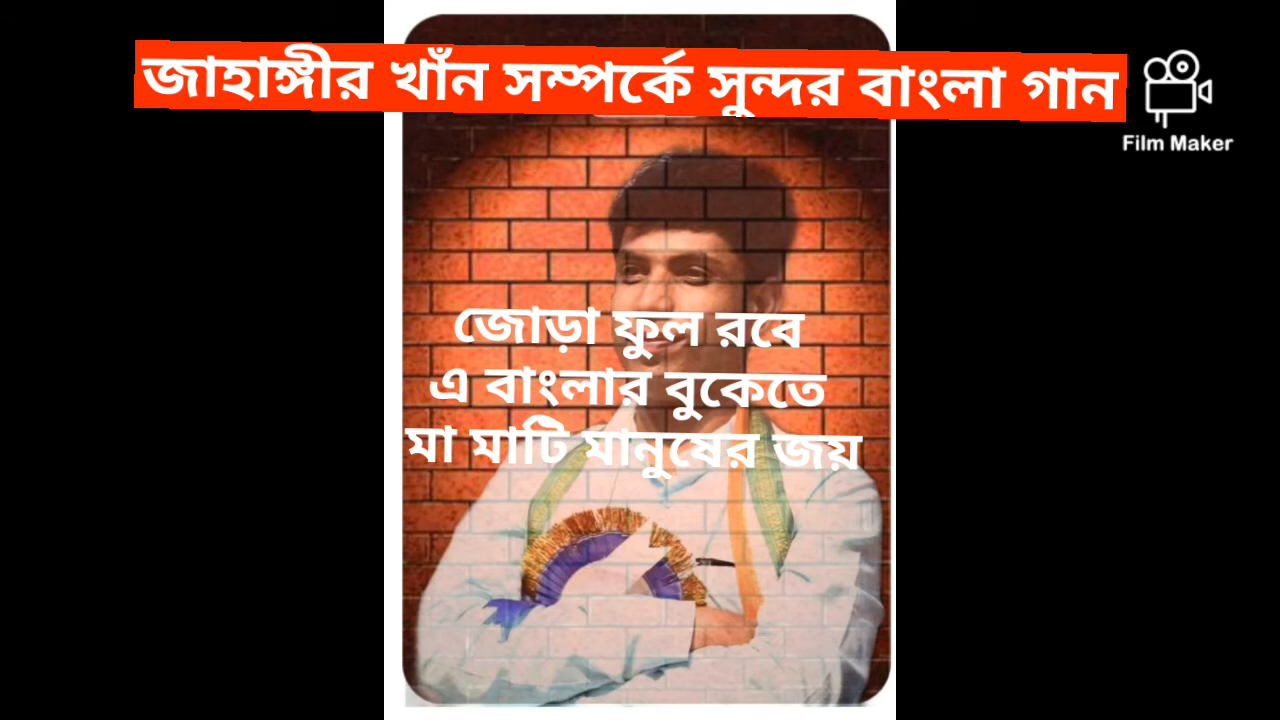 জাহাঙ্গীর খাঁন সম্পর্কে সুন্দর বাংলা গান
Film Maker
জোড়া ফুল রবে
এ বাংলার বুকেতে
মা মাটি মানুষের জয়